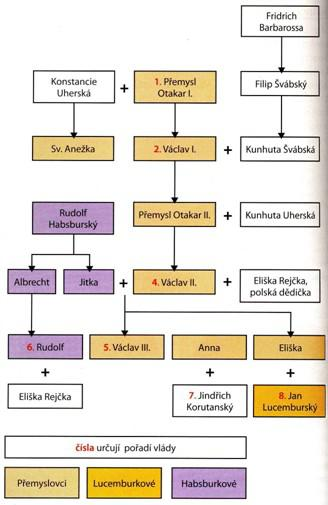 Fridrich
Barbarossa
Konstancie
Uherská
+
1. Přemysl
Otakar I.
Filip Švábský
Sv. Anežka
2. Václav I.
+
Kunhuta Švábská
Rudolf
Habsburský
Přemysl Otakar II.
+
Kunhuta Uherská
Albrecht
Jitka
+
4. Václav II.
+
Eliška Rejčka,
polská dědička
6. Rudolf
5. Václav III.
Anna
Eliška
+
+
+
Eliška Rejčka
7. Jindřich
Korutanský
8. Jan
Lucemburský
čísla určují pořadí vlády
Přemyslovci
Lucemburkové
Habsburkové